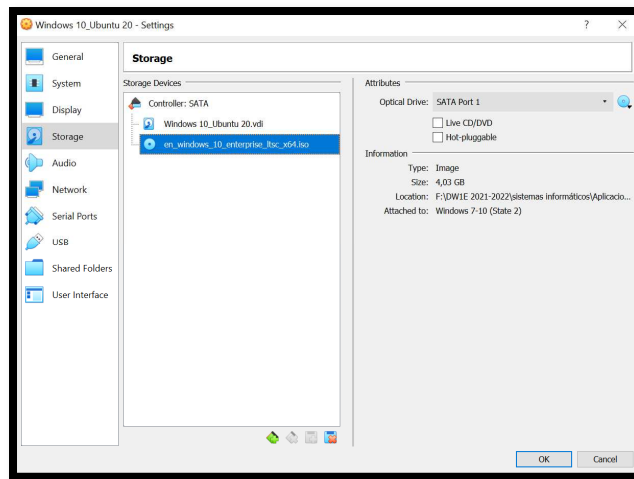 Windows 10_Ubuntu 20 - Settings
General
System
Display
Storage
Audio
Network
Serial Ports
USB
Shared Folders
User Interface
Storage
Storage Devices
Controller: SATA
Windows 10_Ubuntu 20.vdi
en_windows_10_enterprise_ltsc_x64.iso
Attributes
Optical Drive: SATA Port 1
Live CD/DVD
Hot-pluggable
Information
Type: Image
Size: 4,03 GB
Location: F:\DW1E 2021-2022\sistemas informáticos\Aplicacio...
Attached to: Windows 7-10 (State 2)
OK Cancel